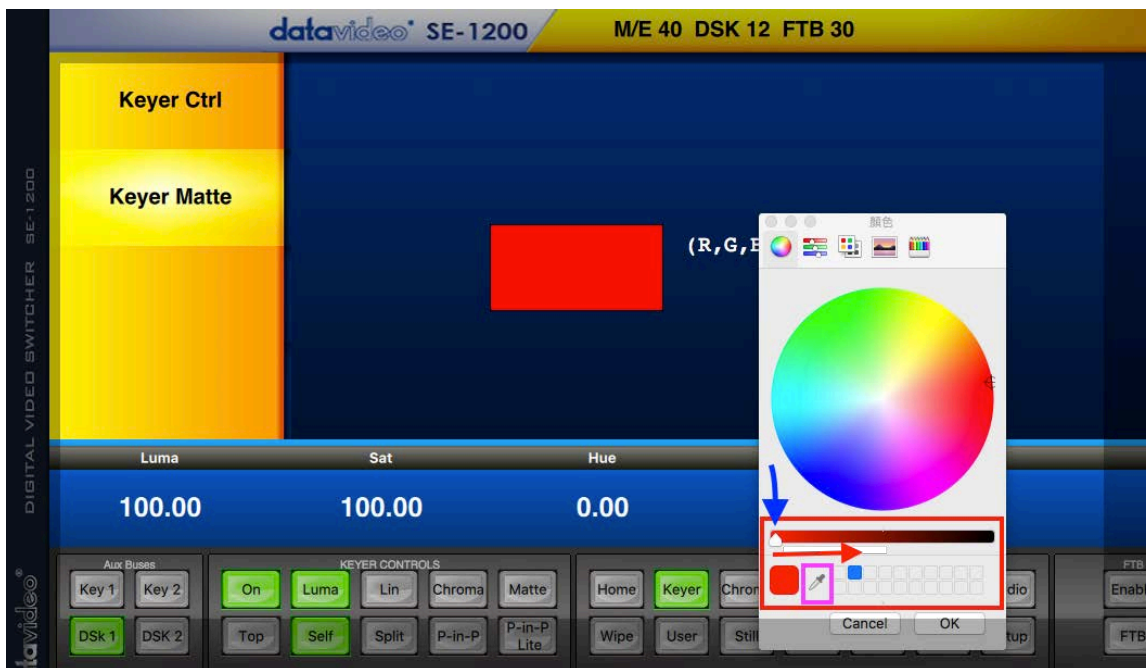 datavideo SE-1200
M/E 40 DSK 12 FTB 30
Keyer Ctrl
Keyer Matte
DIGITAL VIDEO SWITCHER SE-1200
(R,G,
顏色
Luma
Sat
Hue
100.00
100.00
0.00
Aux Buses
KEYER CONTROLS
FTB
Key 1
Key 2
On
Luma
Lin
Chroma
Matte
Home
Keyer
Chrom
dio
Enabl
DSk 1
DSK 2
Top
Self
Split
P-in-P
P-in-P
Lite
Wipe
User
Still
tup
FTB
Cancel
OK
tavideo®